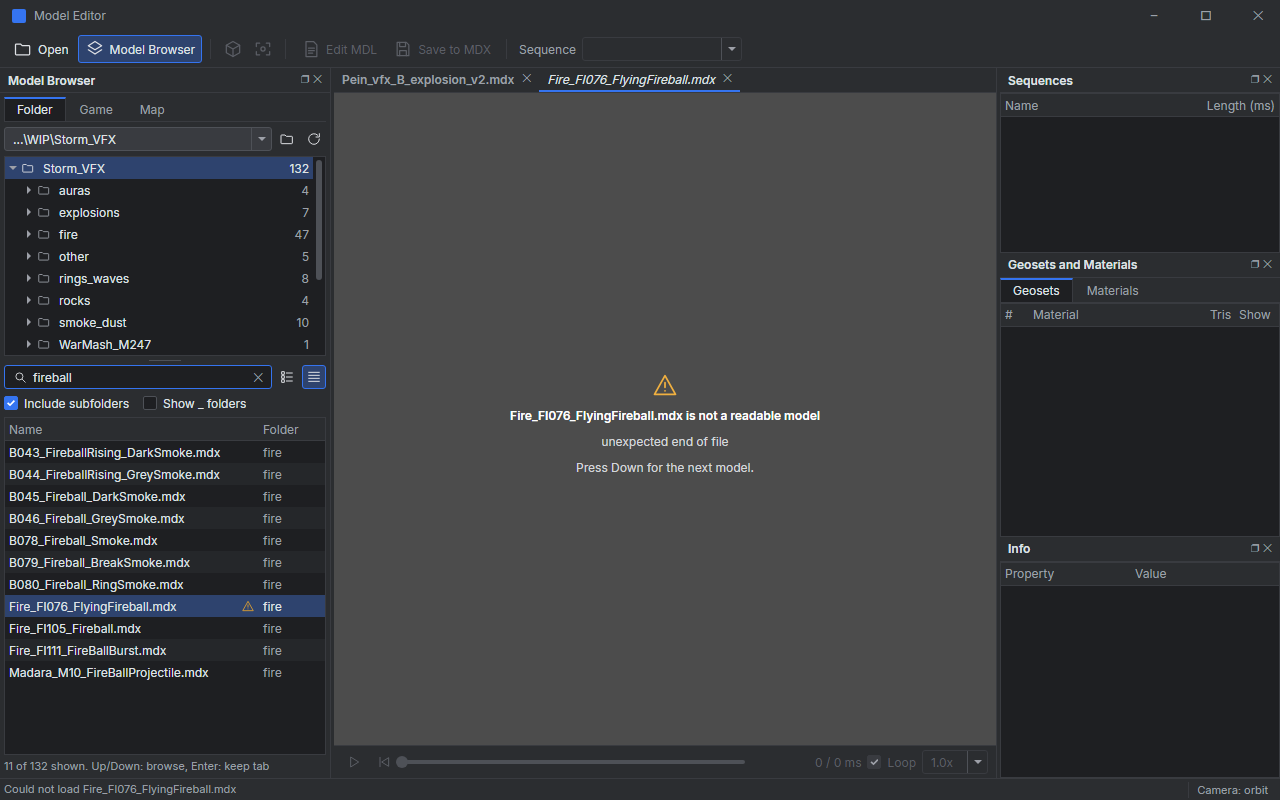 Model Editor
Open
Model Browser
Edit MDL
Save to MDX
Sequence
Model Browser
Folder
Game
Map
...\WIP\Storm_VFX
Storm_VFX 132
auras 4
explosions 7
fire 47
other 5
rings_waves 8
rocks 4
smoke_dust 10
WarMash_M247 1
fireball
Include subfolders
Show _ folders
Name Folder
B043_FireballRising_DarkSmoke.mdx fire
B044_FireballRising_GreySmoke.mdx fire
B045_Fireball_DarkSmoke.mdx fire
B046_Fireball_GreySmoke.mdx fire
B078_Fireball_Smoke.mdx fire
B079_Fireball_BreakSmoke.mdx fire
B080_Fireball_RingSmoke.mdx fire
Fire_FI076_FlyingFireball.mdx fire
Fire_FI105_Fireball.mdx fire
Fire_FI111_FireBallBurst.mdx fire
Madara_M10_FireBallProjectile.mdx fire
11 of 132 shown. Up/Down: browse, Enter: keep tab
Could not load Fire_FI076_FlyingFireball.mdx
Pein_vfx_B_explosion_v2.mdx
Fire_FI076_FlyingFireball.mdx
Fire_FI076_FlyingFireball.mdx is not a readable model
unexpected end of file
Press Down for the next model.
0 / 0 ms
Loop
1.0x
Sequences
Name Length (ms)
Geosets and Materials
Geosets
Materials
# Material Tris Show
Info
Property Value
Camera: orbit